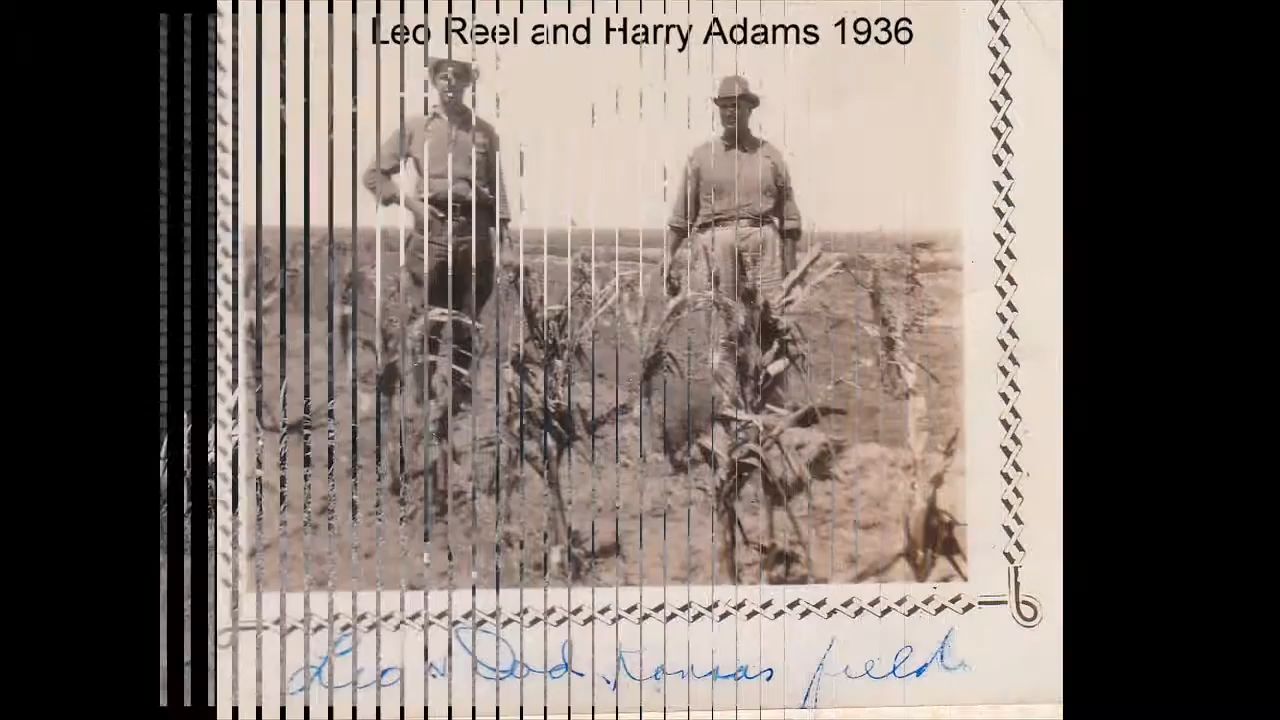 Leo Reel and Harry Adams 1936
Leo & Dad, Kansas field.